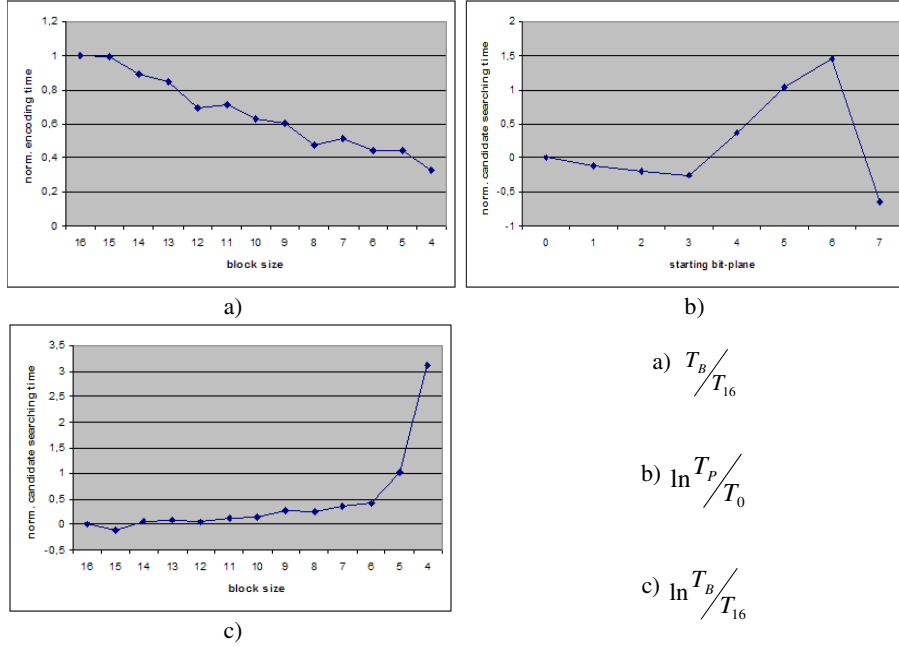 1,2
1
0,8
0,6
0,4
0,2
0
norm. encoding time
16 15 14 13 12 11 10 9 8 7 6 5 4
block size
a)
2
1,5
1
0,5
0
-0,5
-1
norm. candidate searching time
0 1 2 3 4 5 6 7
starting bit-plane
b)
3,5
3
2,5
2
1,5
1
0,5
0
-0,5
norm. candidate searching time
16 15 14 13 12 11 10 9 8 7 6 5 4
block size
c)
a) T_B/T_16
b) ln T_P/T_0
c) ln T_B/T_16